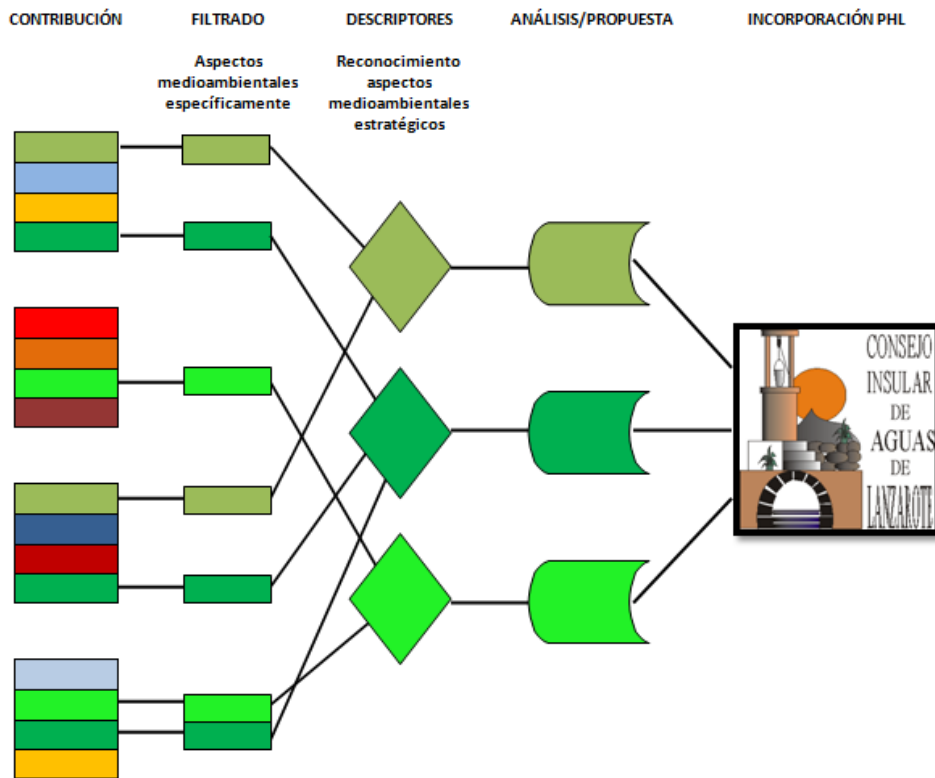 CONTRIBUCIÓN
FILTRADO
DESCRIPTORES
ANÁLISIS/PROPUESTA
INCORPORACIÓN PHL
Aspectos
medioambientales
específicamente
Reconocimiento
aspectos
medioambientales
estratégicos
CONSEJO
INSULAR
DE
AGUAS
DE
LANZAROTE